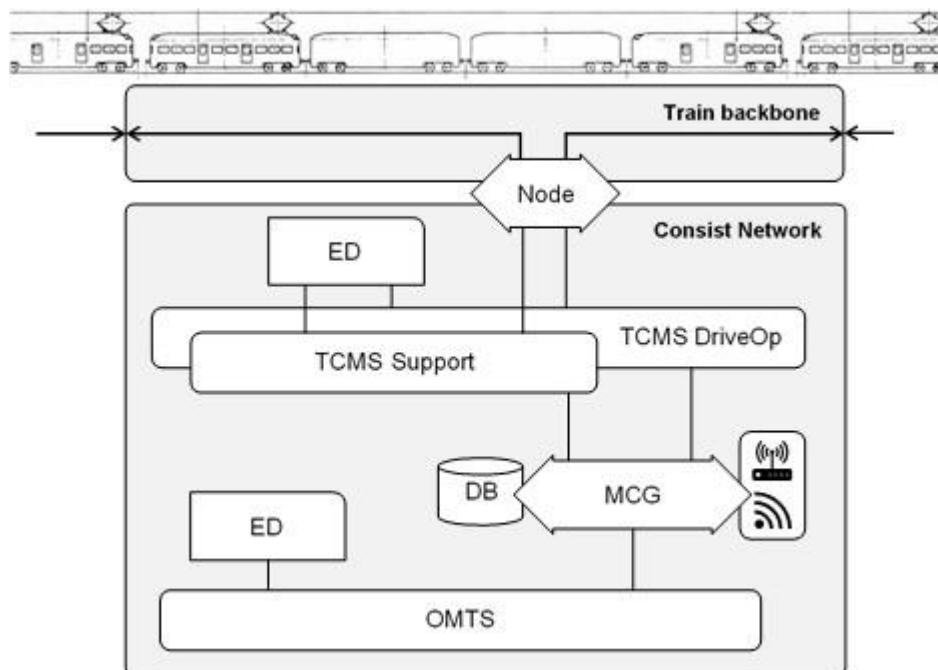 Train backbone
Node
Consist Network
ED
TCMS DriveOp
TCMS Support
DB
MCG
ED
OMTS